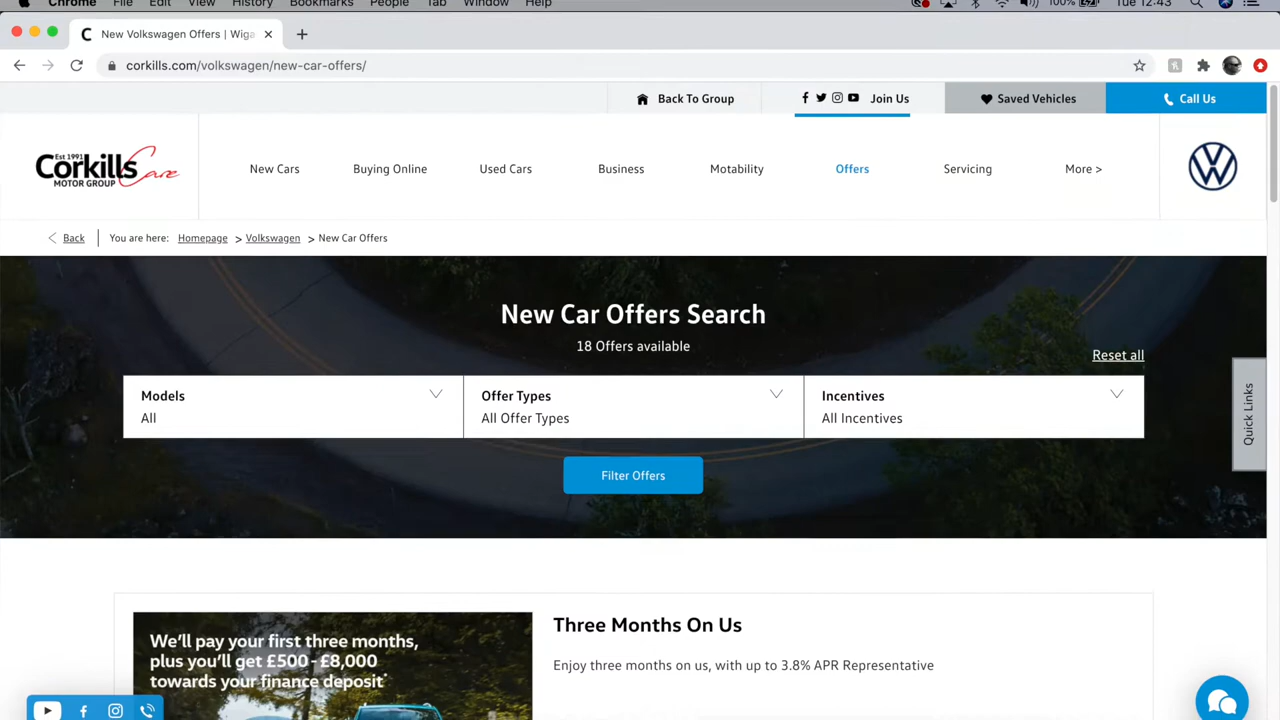 Chrome File Edit View History Bookmarks People Tab Window Help 100% Tue 12:43
New Volkswagen Offers | Wiga
corkills.com/volkswagen/new-car-offers/
Back To Group Join Us Saved Vehicles Call Us
Est 1991
Corkills Care
MOTOR GROUP
New Cars Buying Online Used Cars Business Motability Offers Servicing More >
Back You are here: Homepage > Volkswagen > New Car Offers
New Car Offers Search
18 Offers available
Reset all
Models Offer Types Incentives
All All Offer Types All Incentives
Filter Offers
Quick Links
Three Months On Us
Enjoy three months on us, with up to 3.8% APR Representative
We'll pay your first three months,
plus you'll get £500 - £8,000
towards your finance deposit*